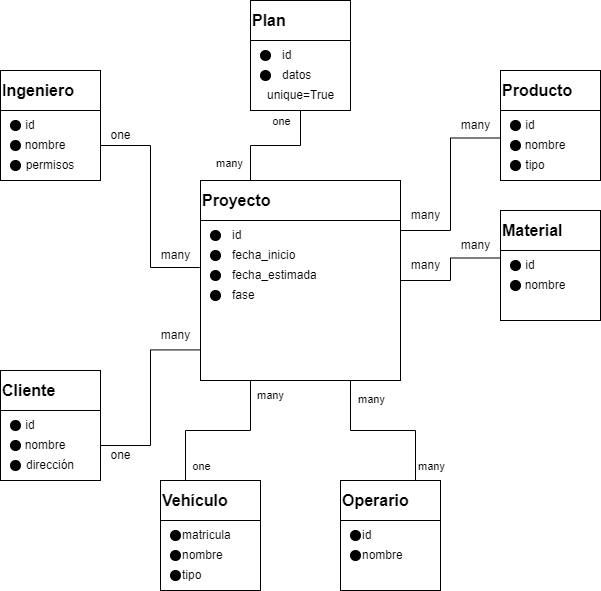 Plan
id
datos
unique=True
one
many
Ingeniero
id
nombre
permisos
one
many
Producto
id
nombre
tipo
many
many
Proyecto
id
fecha_inicio
fecha_estimada
fase
Material
id
nombre
many
many
Cliente
id
nombre
dirección
one
many
many
one
Vehículo
matricula
nombre
tipo
many
many
Operario
id
nombre